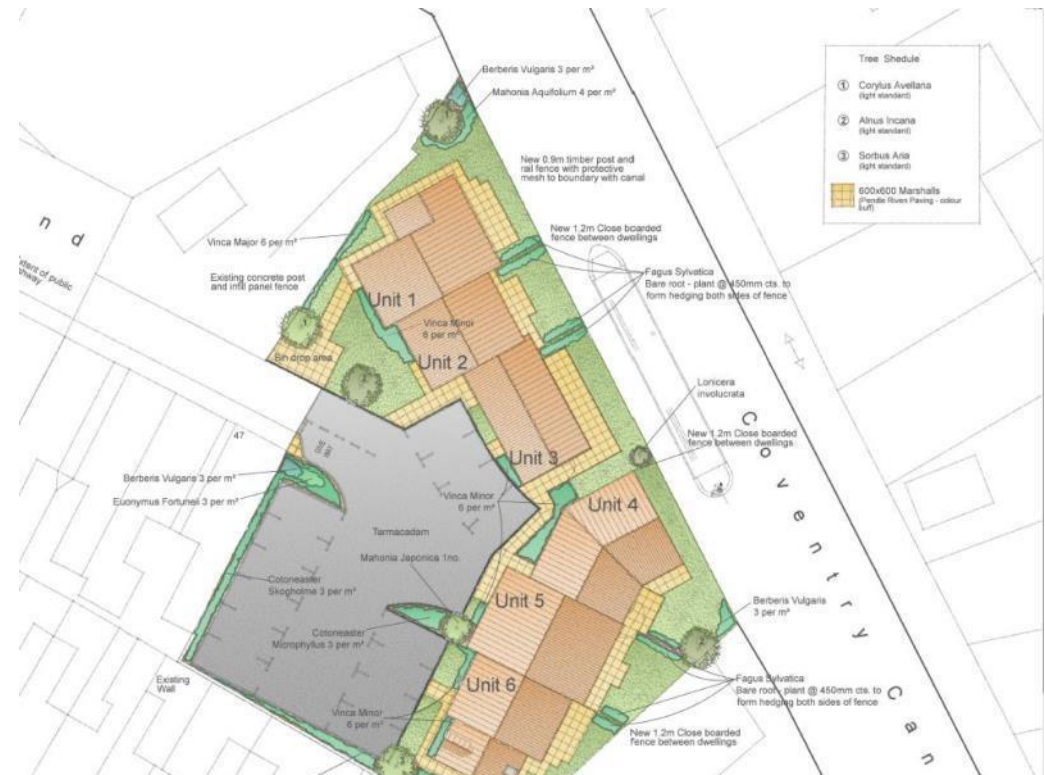 Berberis Vulgaris 3 per m²
Mahonia Aquifolium 4 per m²
Tree Shedule
① Corylus Avellana
(light standard)
② Alnus Incana
(light standard)
③ Sorbus Aria
(light standard)
600x600 Marshalls
(Pendle Riven Paving - colour
buff)
New 0.9m timber post and
rail fence with protective
mesh to boundary with canal
n d
of public
Vinca Major 6 per m²
New 1.2m Close boarded
fence between dwellings
Existing concrete post
and infill panel fence
Fagus Sylvatica
Bare root - plant @ 450mm cts. to
form hedging both sides of fence
Unit 1
Vinca Minor
6 per m²
Unit 2
Bin drop area
Lonicera
involucrata
New 1.2m Close boarded
fence between dwellings
47
Unit 3
Berberis Vulgaris 3 per m²
Euonymus Fortuneii 3 per m²
Vinca Minor
6 per m²
Unit 4
Tarmacadam
Mahonia Japonica 1no.
Cotoneaster
Skogholme 3 per m²
Unit 5
Cotoneaster
Microphyllus 3 per m²
Berberis Vulgaris
3 per m²
Existing
Wall
Unit 6
Fagus Sylvatica
Bare root - plant @ 450mm cts. to
form hedging both sides of fence
Vinca Minor
6 per m²
New 1.2m Close boarded
fence between dwellings
Coventry Can